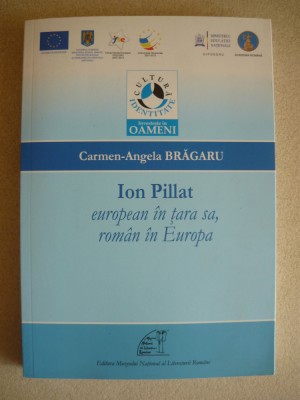 CULTURĂ
IDENTITATE
Investește în
OAMENI
Carmen-Angela BRĂGARU
Ion Pillat
european în țara sa,
român în Europa
Editura Muzeului Național al Literaturii Române